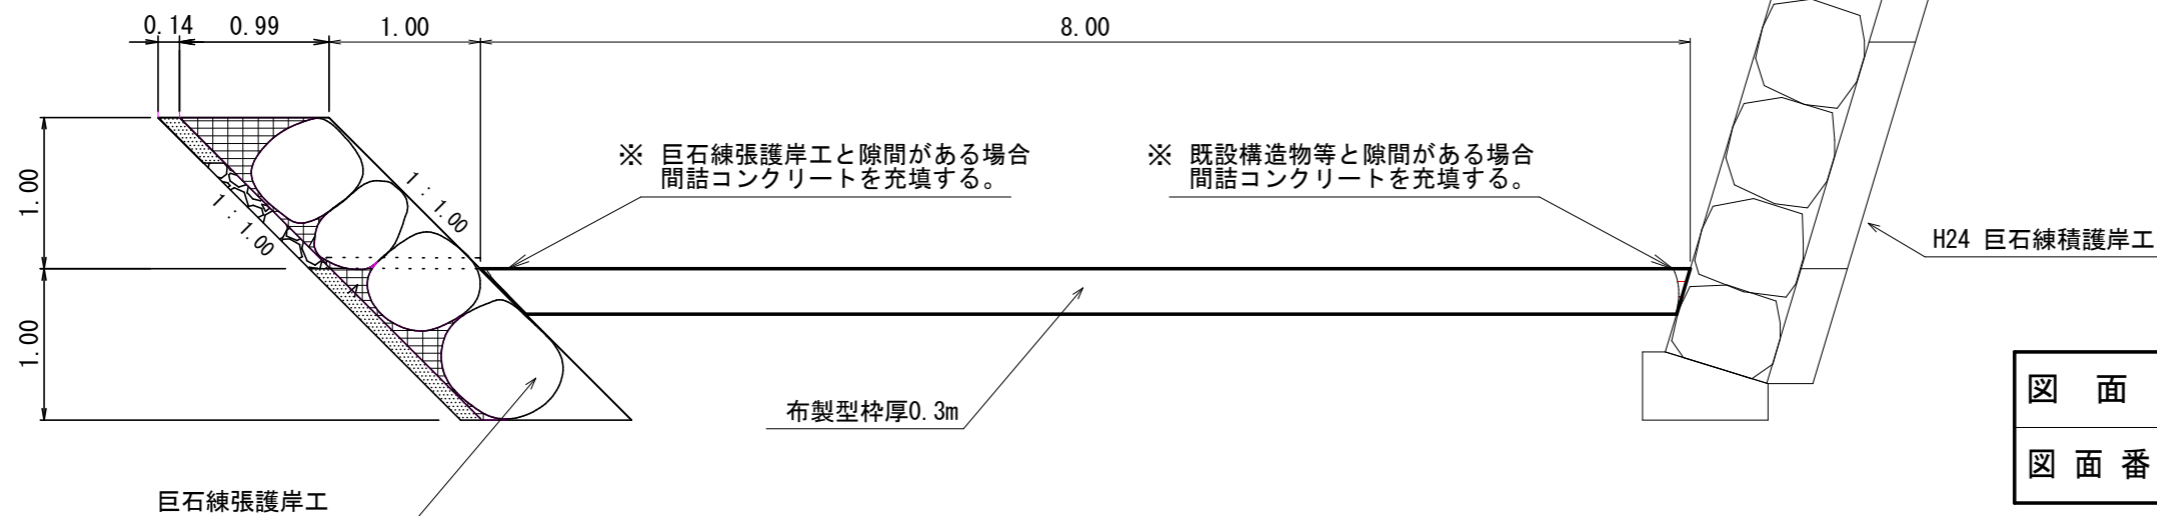 0.14 0.99 1.00 8.00
※ 巨石練張護岸工と隙間がある場合
間詰コンクリートを充填する。
※ 既設構造物等と隙間がある場合
間詰コンクリートを充填する。
1.00
1：1.00
1：1.00
H24 巨石練積護岸工
1.00
布製型枠厚0.3m
巨石練張護岸工
図 面
図 面 番